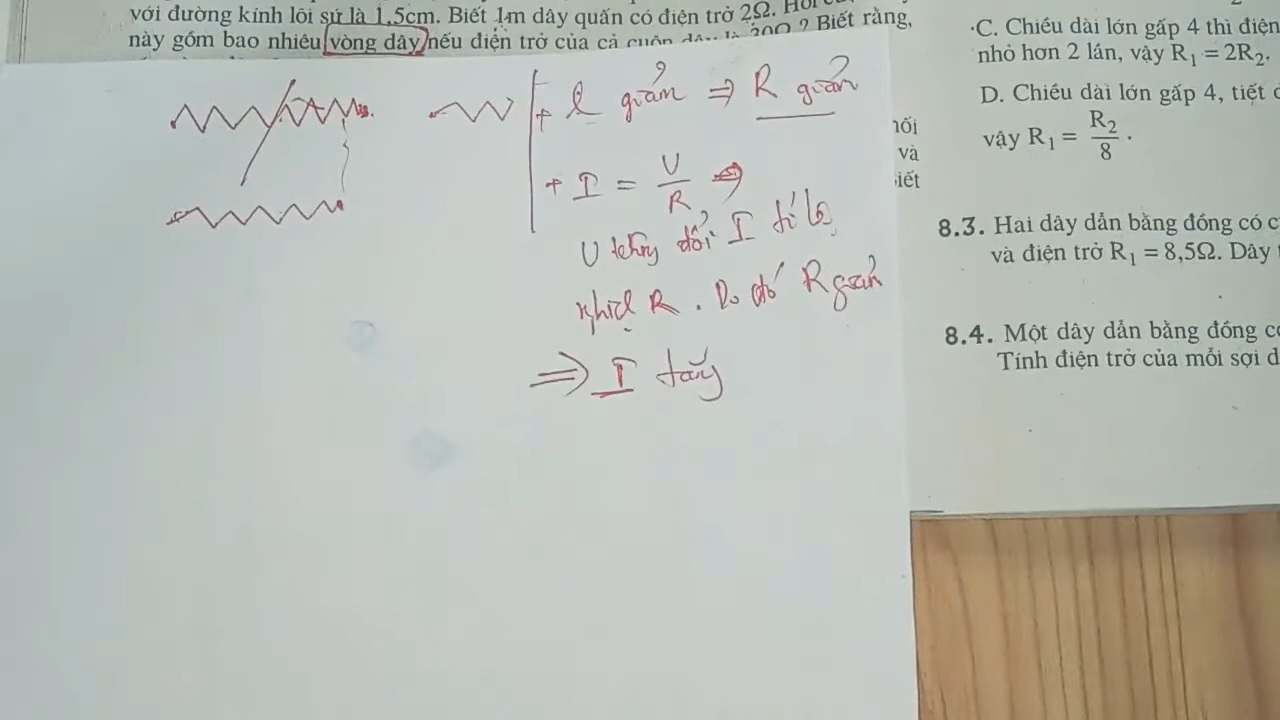 với đường kính lõi sứ là 1,5cm. Biết 1m dây quấn có điện trở 2Ω. Hỏi
này gồm bao nhiêu vòng dây nếu điện trở của cả cuộn dây là 30Ω ? Biết rằng,
+ l giảm ⇒ R giảm
+ I = U/R ⇒
U không đổi I tỉ lệ
nghịch R . Do đó R giảm
⇒ I tăng
nối
và
iết
C. Chiều dài lớn gấp 4 thì điện
nhỏ hơn 2 lần, vậy R₁ = 2R₂.
D. Chiều dài lớn gấp 4, tiết
vậy R₁ = R₂/8 .
8.3. Hai dây dẫn bằng đồng có c
và điện trở R₁ = 8,5Ω. Dây
8.4. Một dây dẫn bằng đồng
Tính điện trở của mỗi sợi d